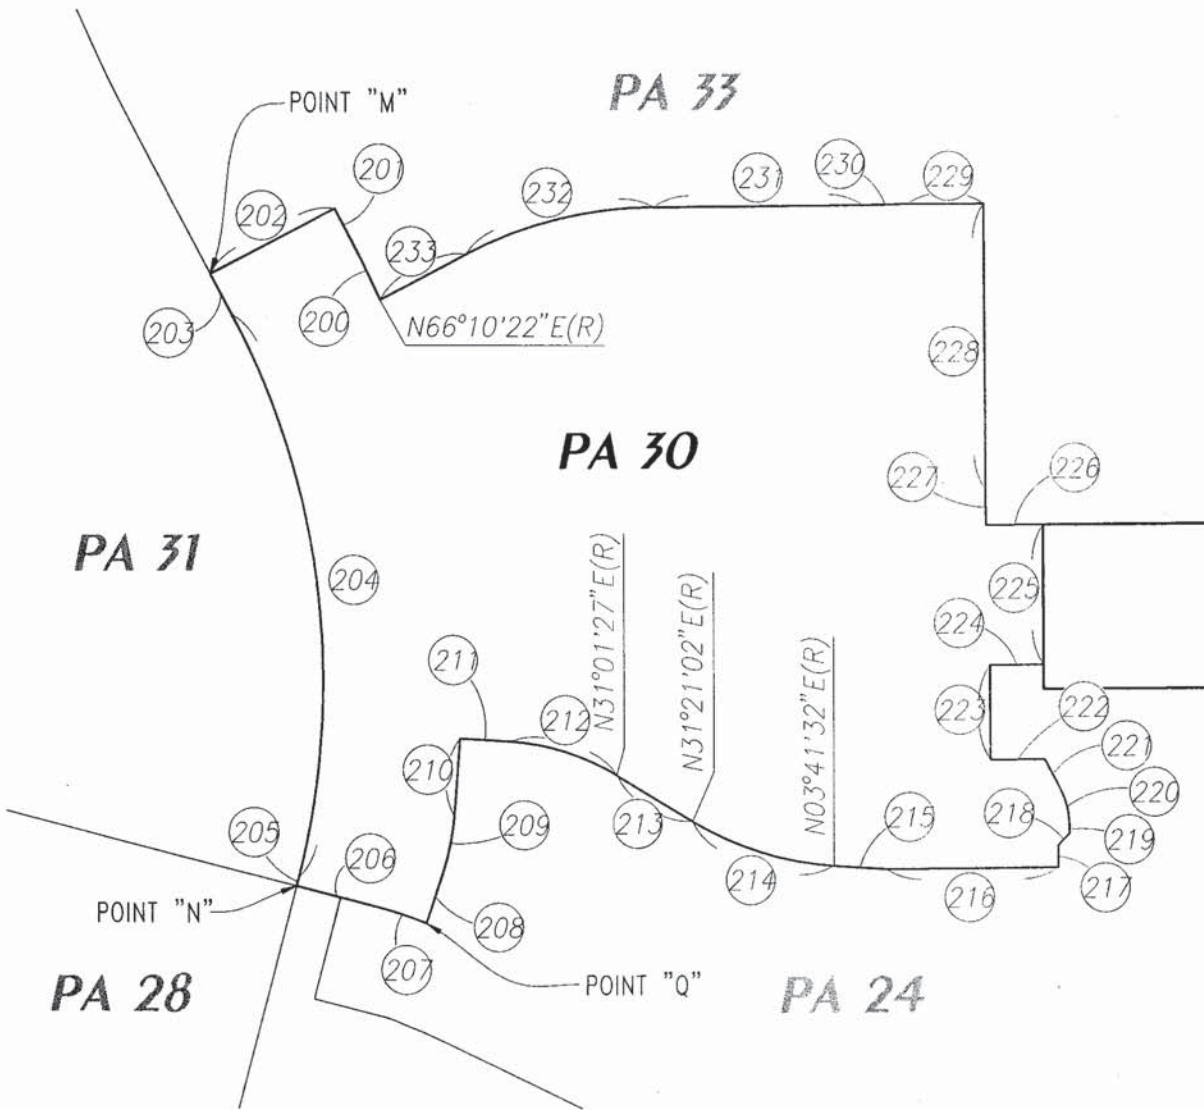 PA 33
POINT "M"
201
232
231
230
229
202
233
200
203
N66°10'22"E(R)
228
PA 30
227
226
PA 31
N31°01'27"E(R)
N31°21'02"E(R)
N03°41'32"E(R)
204
225
224
211
212
223
222
221
210
209
213
218
220
215
219
205
206
214
216
217
POINT "N"
208
207
PA 28
POINT "Q"
PA 24